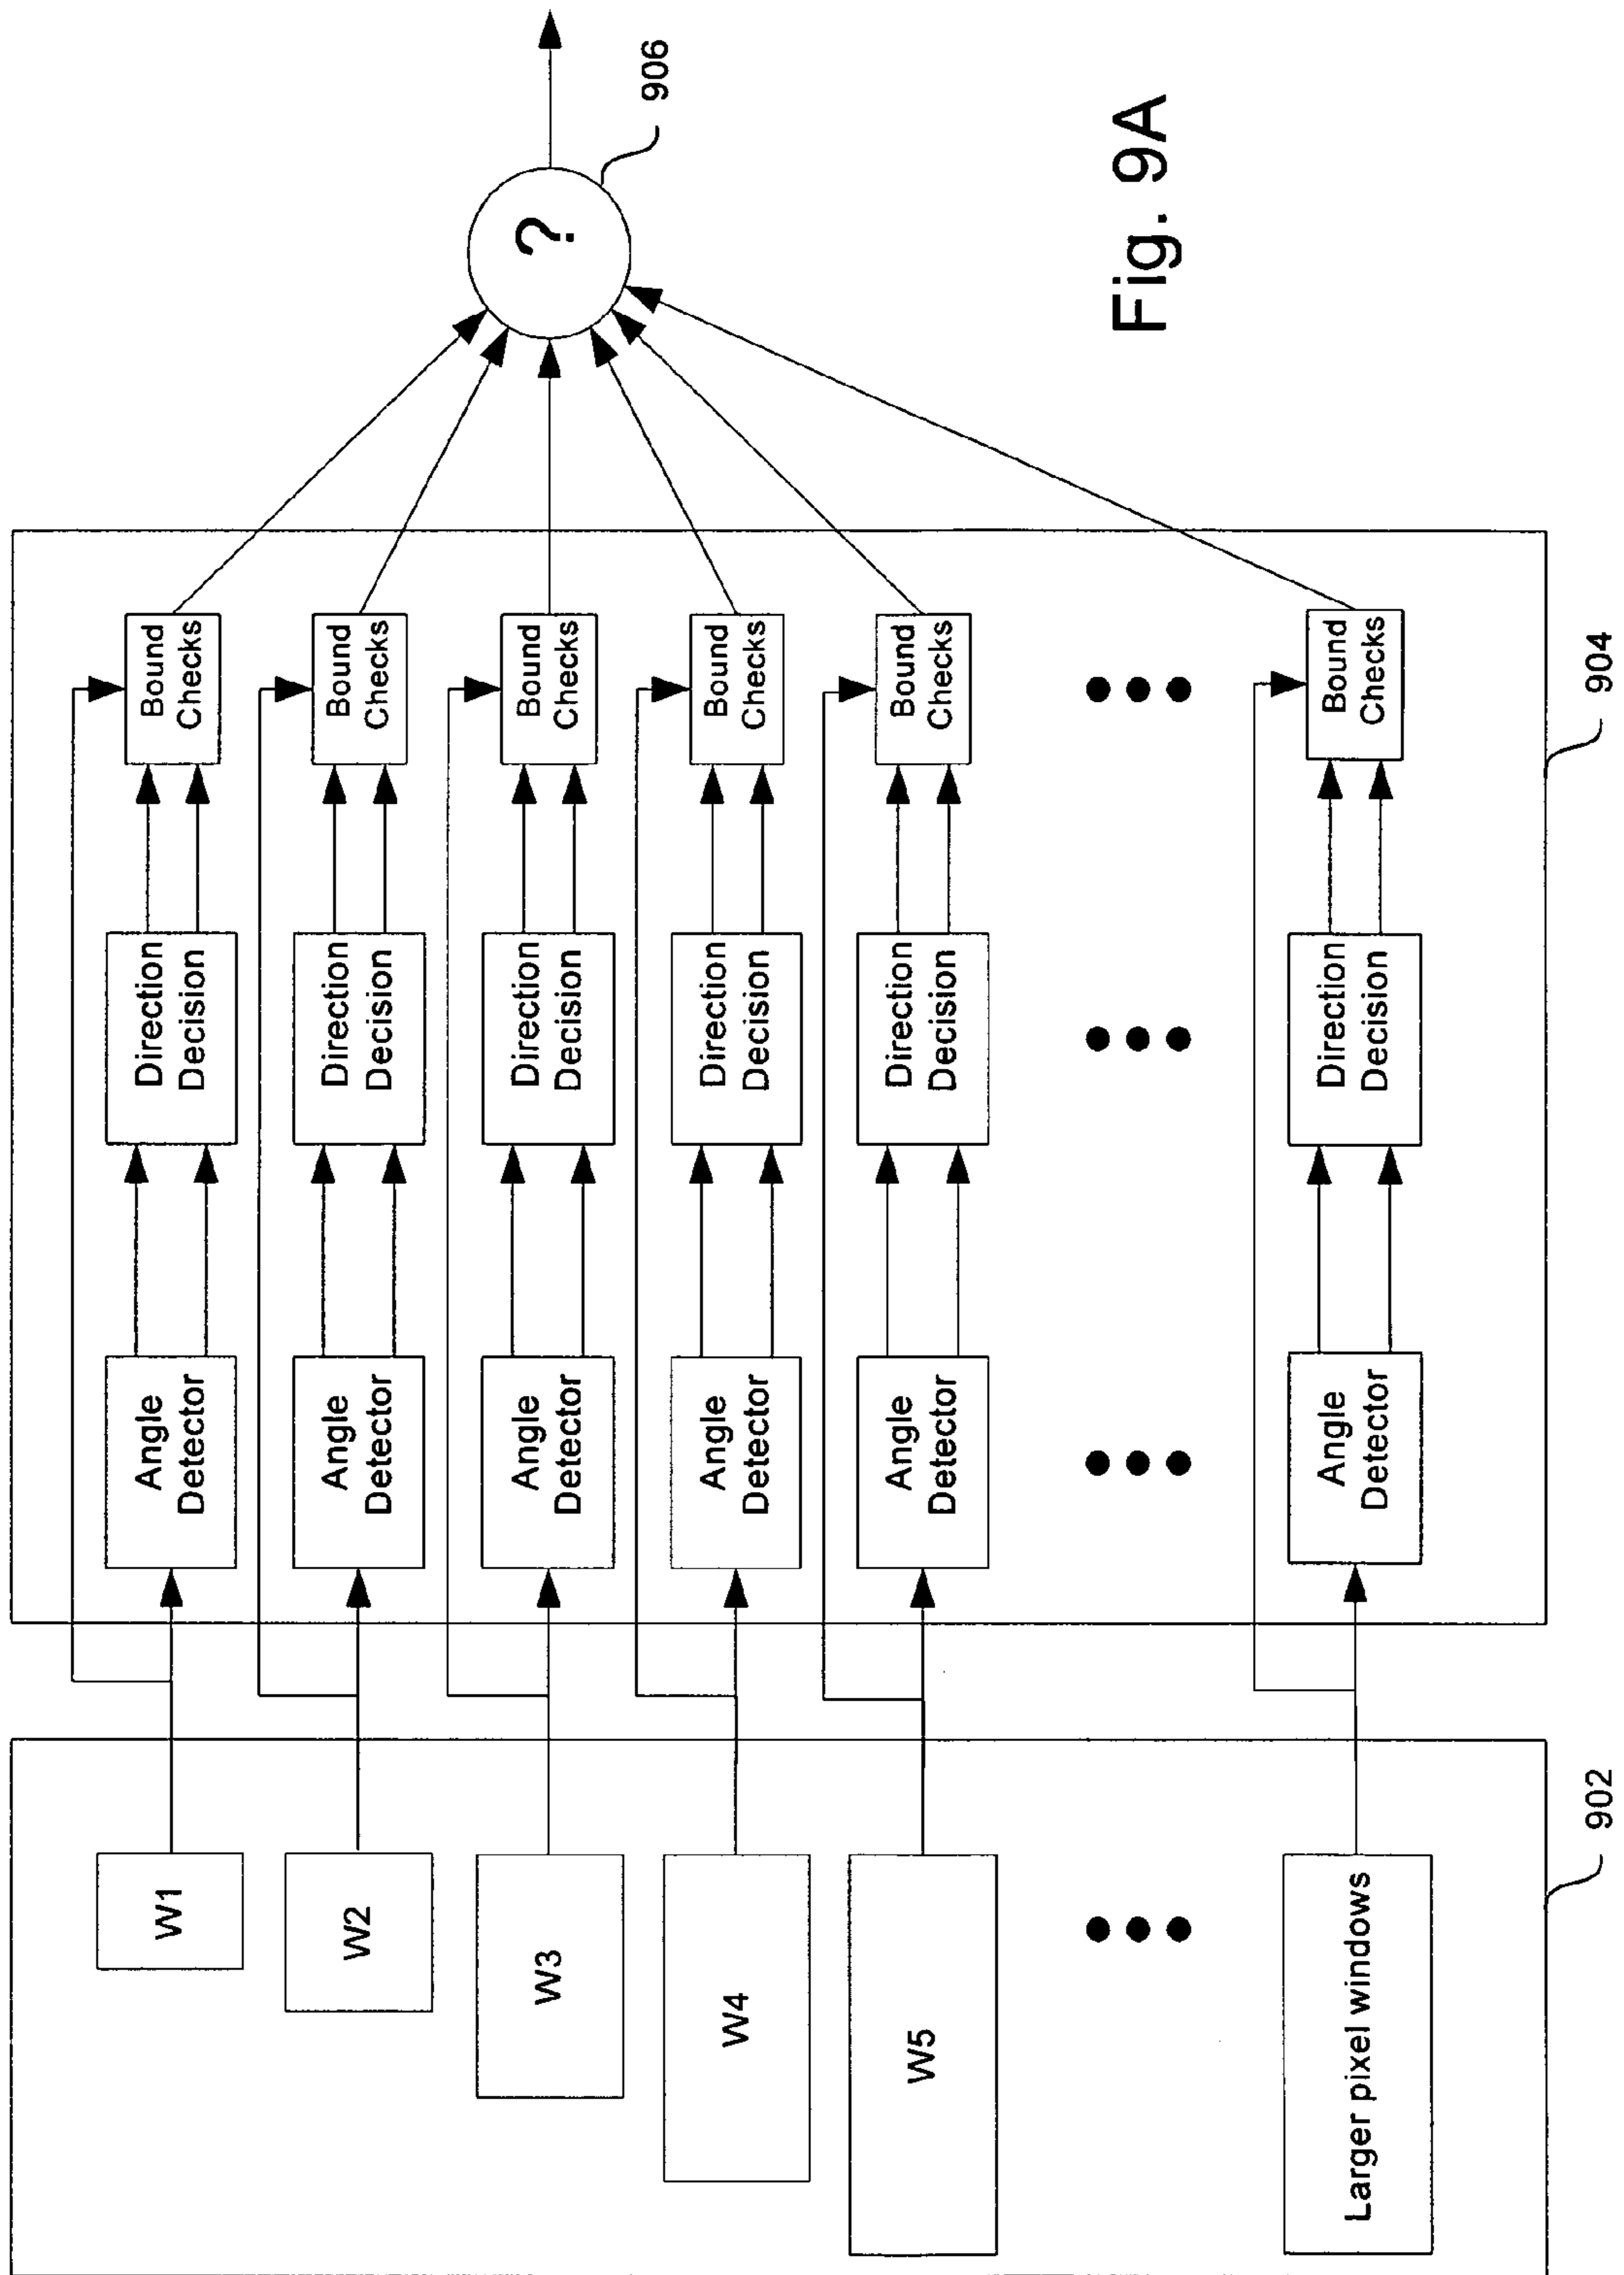 W1
Angle
Detector
Direction
Decision
Bound
Checks
W2
Angle
Detector
Direction
Decision
Bound
Checks
W3
Angle
Detector
Direction
Decision
Bound
Checks
?
906
W4
Angle
Detector
Direction
Decision
Bound
Checks
W5
Angle
Detector
Direction
Decision
Bound
Checks
Larger pixel windows
Angle
Detector
Direction
Decision
Bound
Checks
902
904
Fig. 9A